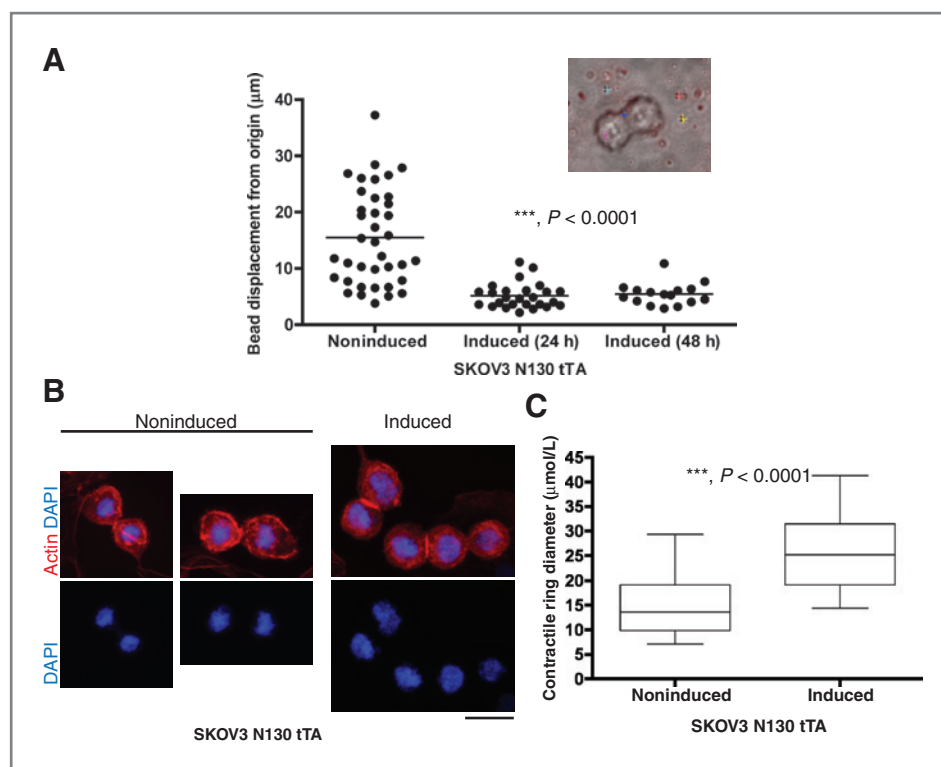 A
Bead displacement from origin (μm)
40
30
20
10
0
***, P < 0.0001
Noninduced
Induced (24 h)
Induced (48 h)
SKOV3 N130 tTA
B
Noninduced
Induced
Actin DAPI
DAPI
SKOV3 N130 tTA
C
Contractile ring diameter (μmol/L)
45
40
35
30
25
20
15
10
5
0
***, P < 0.0001
Noninduced
Induced
SKOV3 N130 tTA